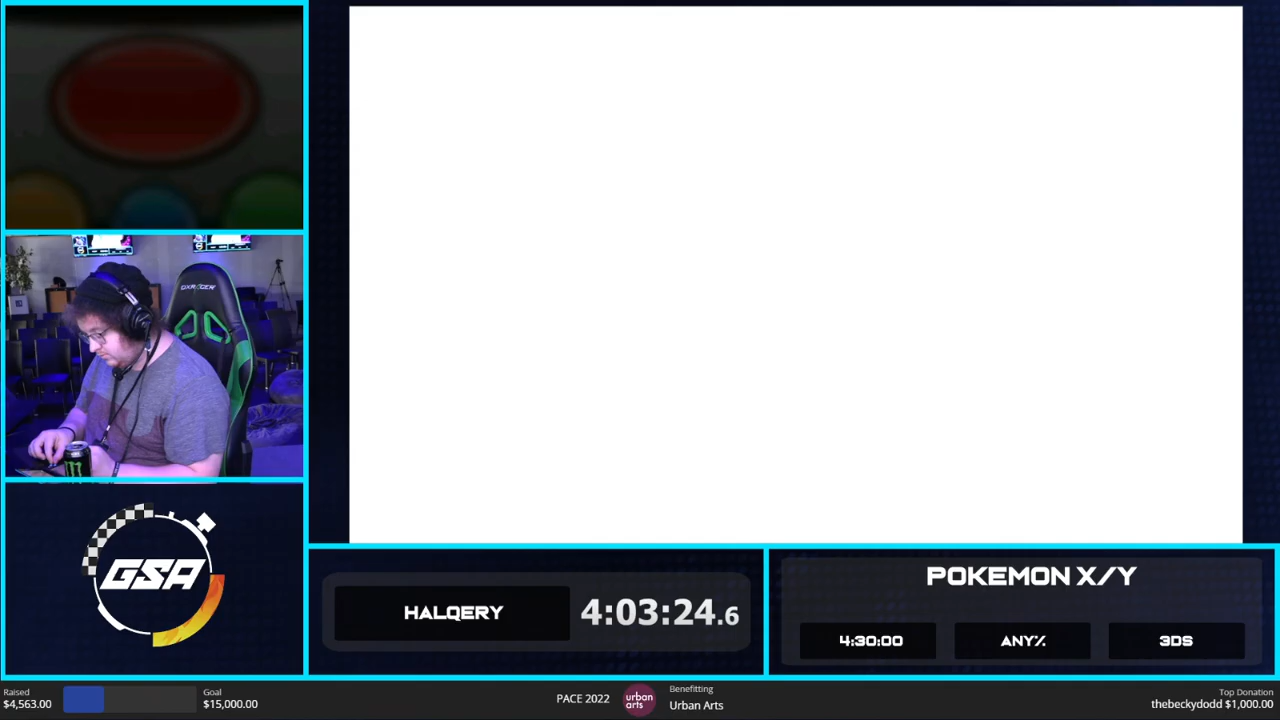 DXRACER
GSA
HALQERY
4:03:24.6
POKEMON X/Y
4:30:00
ANY%
3DS
Raised
$4,563.00
Goal
$15,000.00
PACE 2022
urban
arts
Benefitting
Urban Arts
Top Donation
thebeckydodd $1,000.00